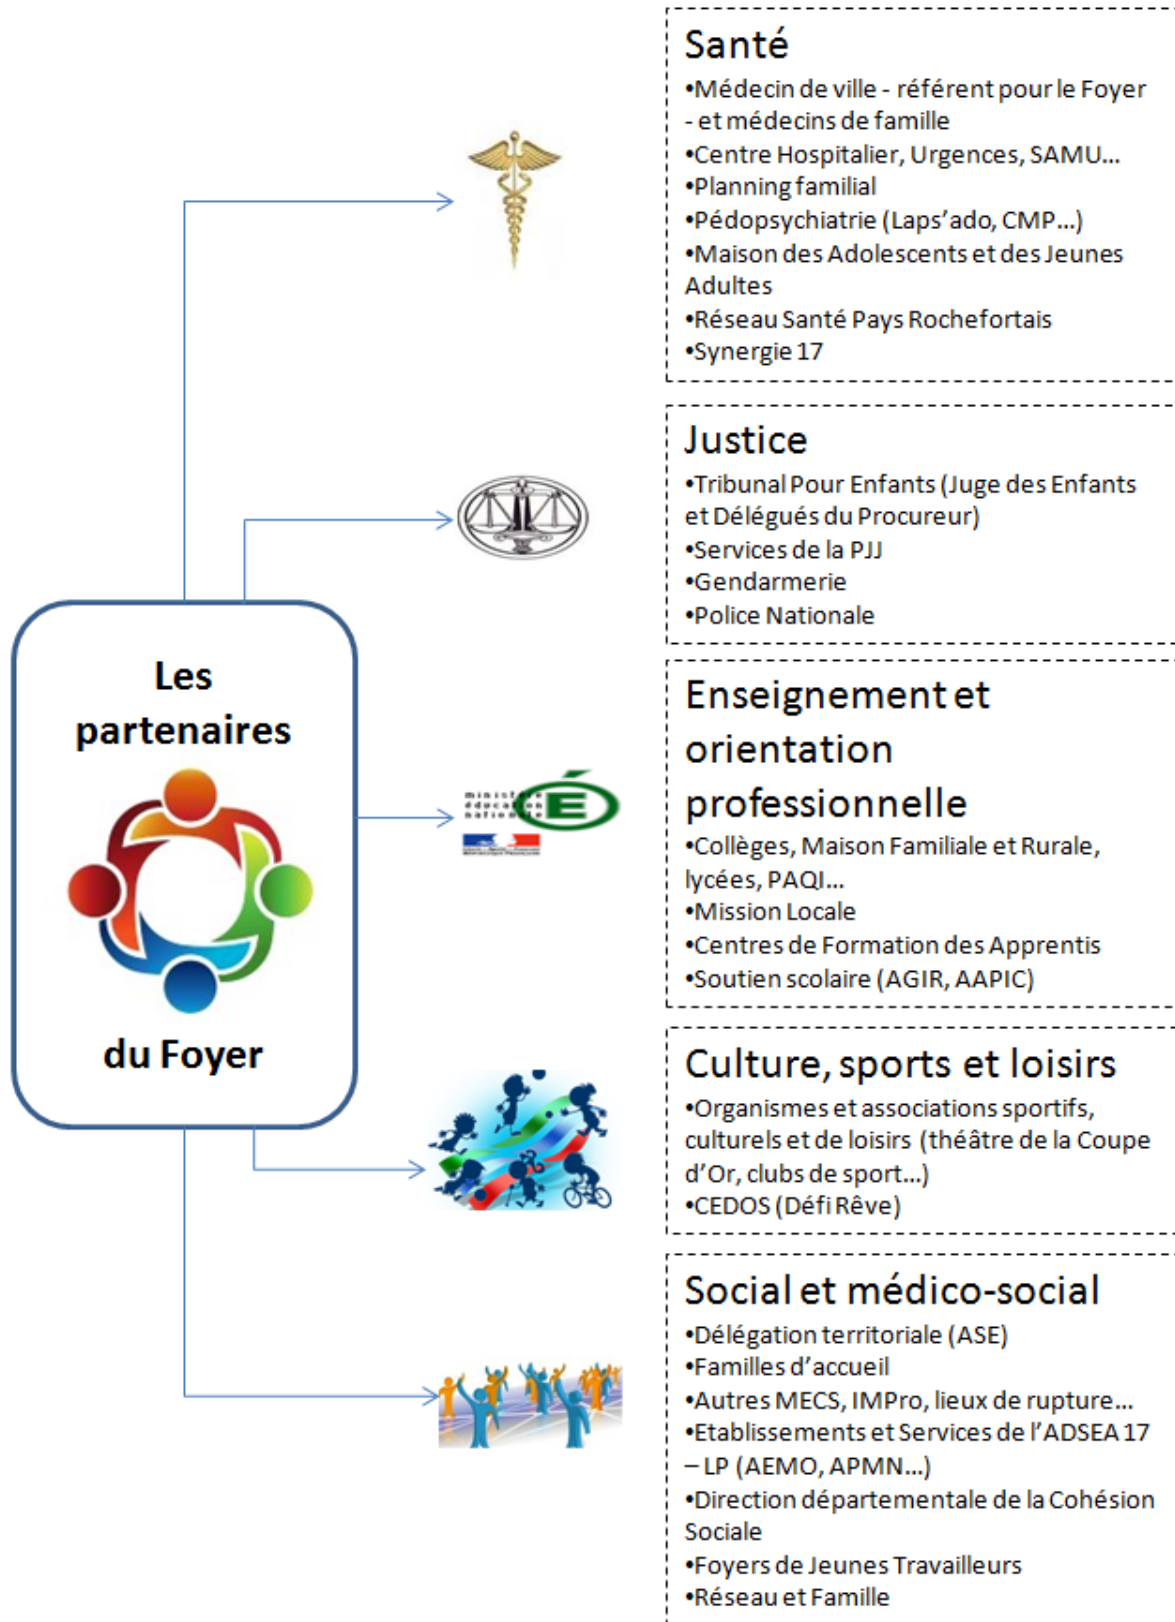 Santé
•Médecin de ville - référent pour le Foyer
- et médecins de famille
•Centre Hospitalier, Urgences, SAMU...
•Planning familial
•Pédopsychiatrie (Laps'ado, CMP...)
•Maison des Adolescents et des Jeunes
Adultes
•Réseau Santé Pays Rochefortais
•Synergie 17
Justice
•Tribunal Pour Enfants (Juge des Enfants
et Délégués du Procureur)
•Services de la PJJ
•Gendarmerie
•Police Nationale
Les
partenaires
du Foyer
ministère
éducation
nationale
É
Enseignement et
orientation
professionnelle
•Collèges, Maison Familiale et Rurale,
lycées, PAQI...
•Mission Locale
•Centres de Formation des Apprentis
•Soutien scolaire (AGIR, AAPIC)
Culture, sports et loisirs
•Organismes et associations sportifs,
culturels et de loisirs (théâtre de la Coupe
d'Or, clubs de sport...)
•CEDOS (Défi Rêve)
Social et médico-social
•Délégation territoriale (ASE)
•Familles d'accueil
•Autres MECS, IMPro, lieux de rupture...
•Etablissements et Services de l'ADSEA 17
– LP (AEMO, APMN...)
•Direction départementale de la Cohésion
Sociale
•Foyers de Jeunes Travailleurs
•Réseau et Famille